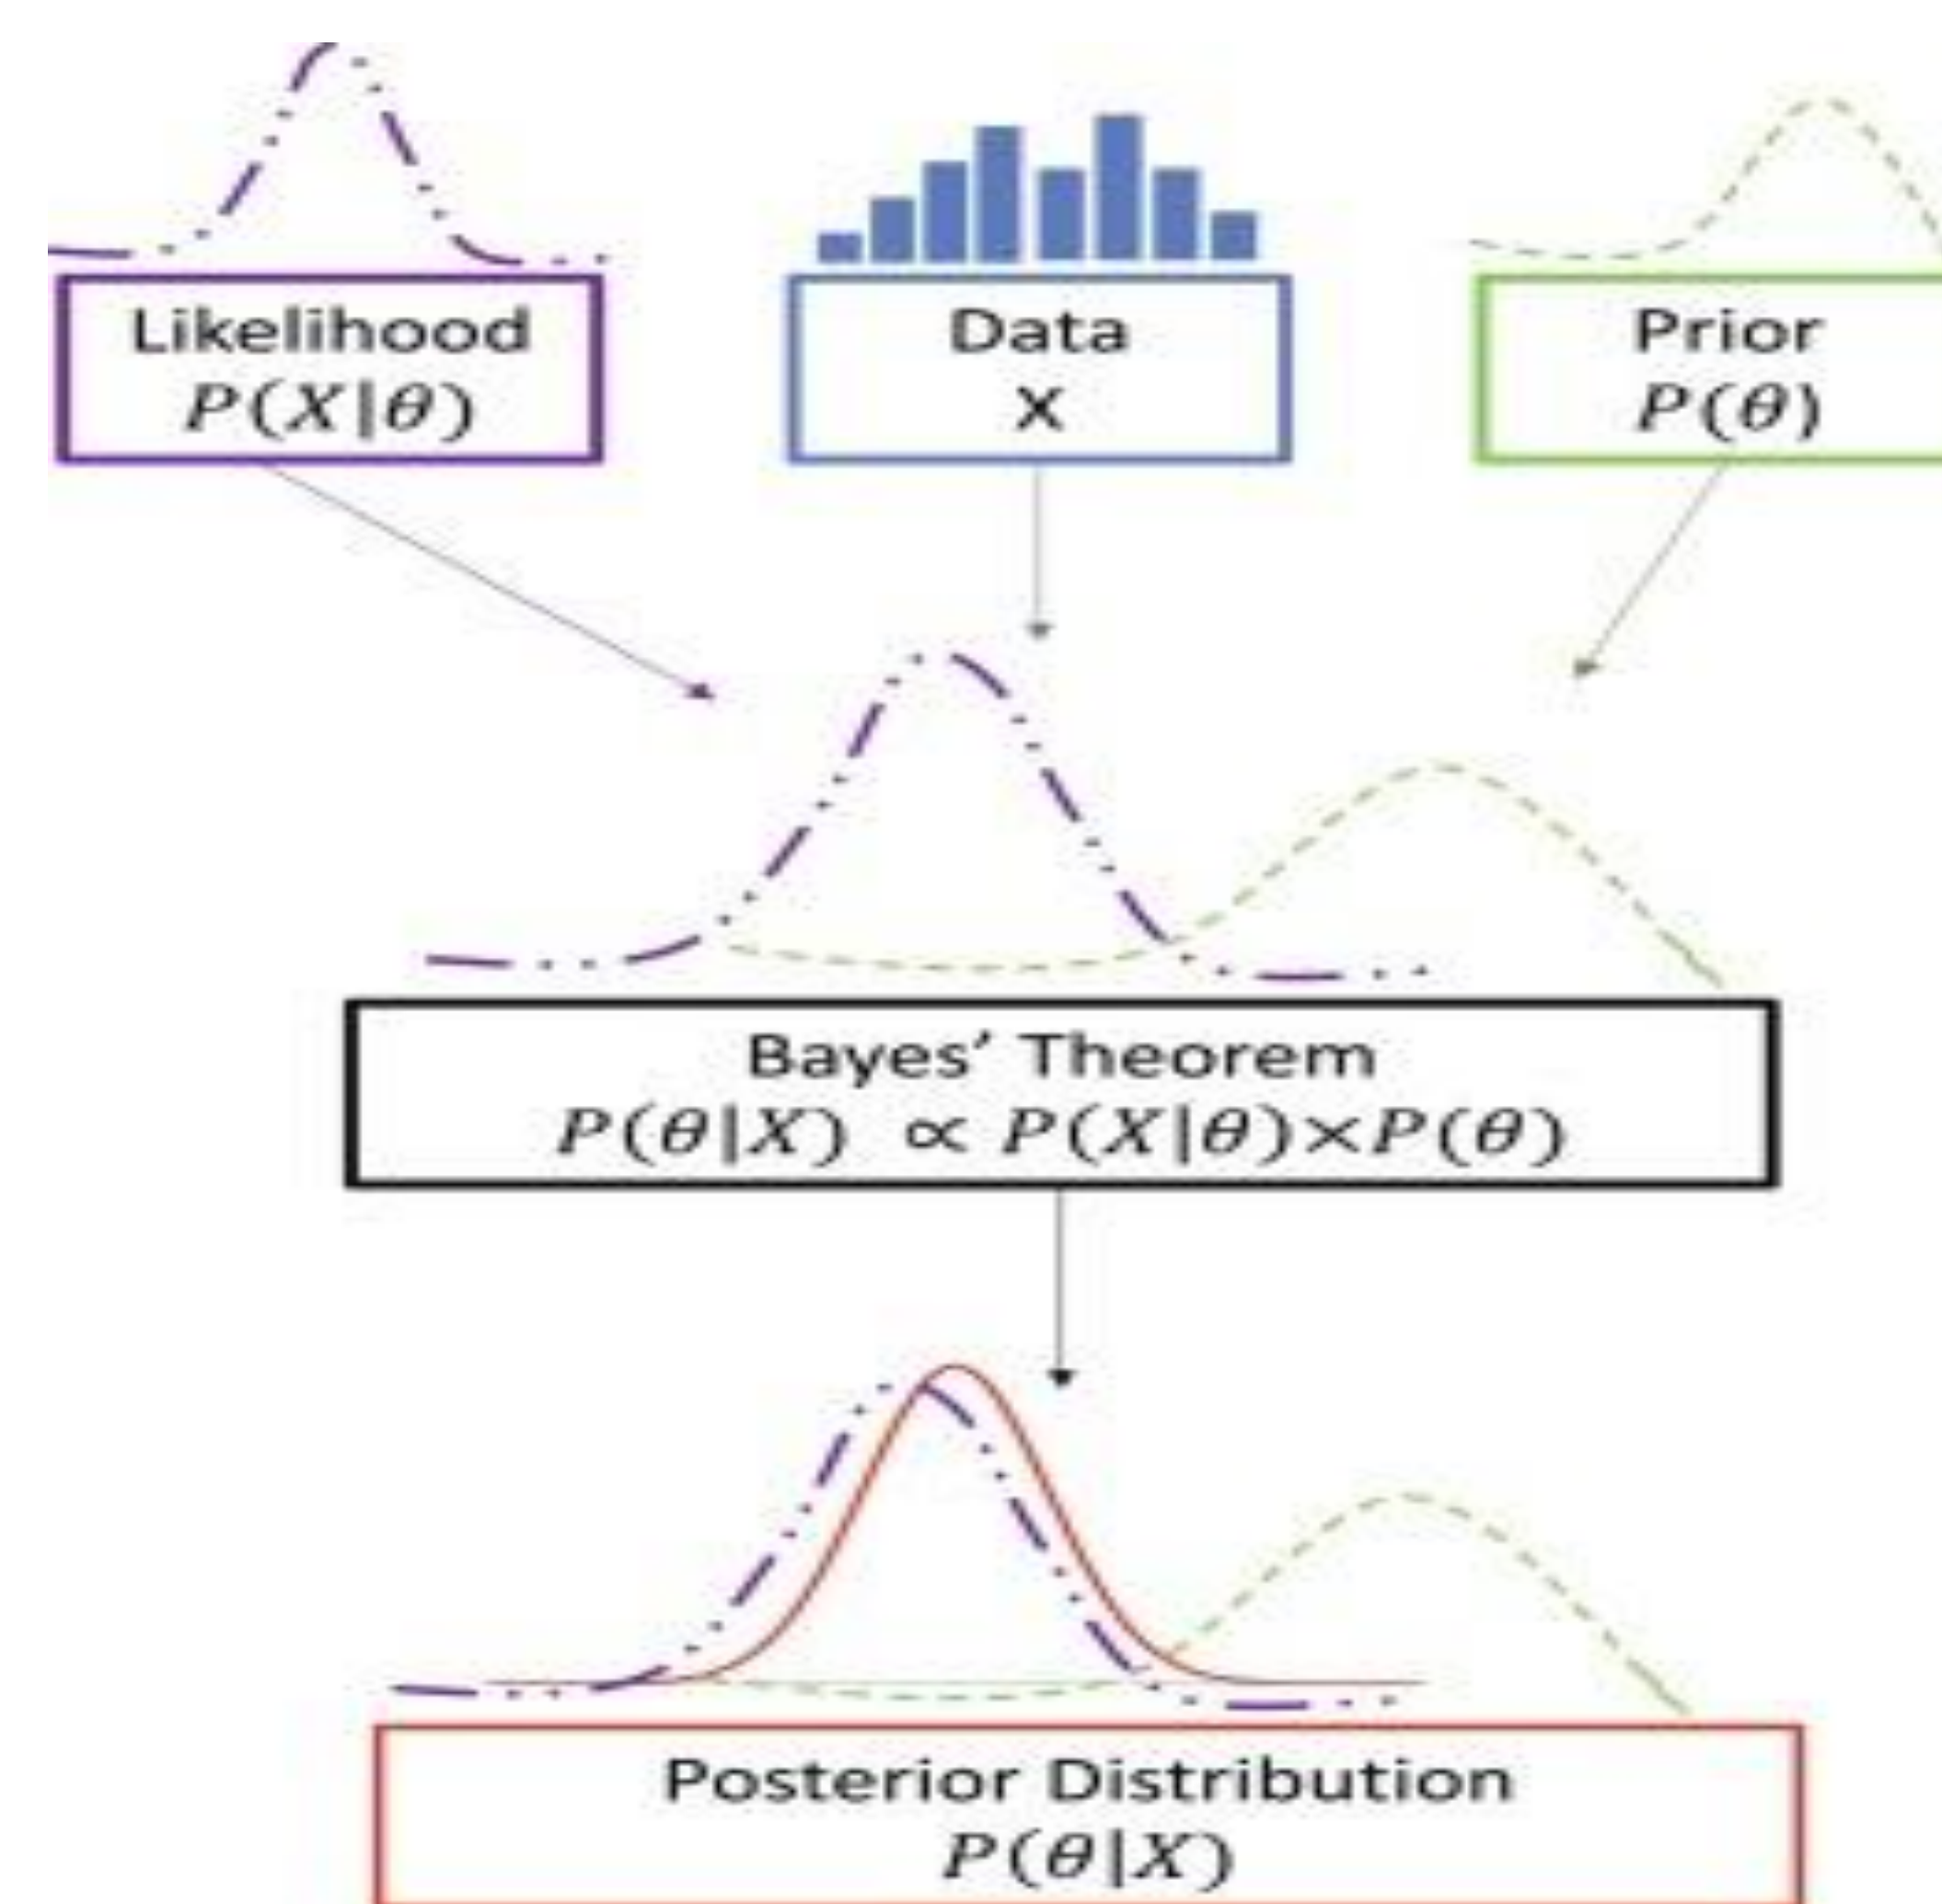 Likelihood
P(X|θ)
Data
X
Prior
P(θ)
Bayes’ Theorem
P(θ|X) ∝ P(X|θ)×P(θ)
Posterior Distribution
P(θ|X)